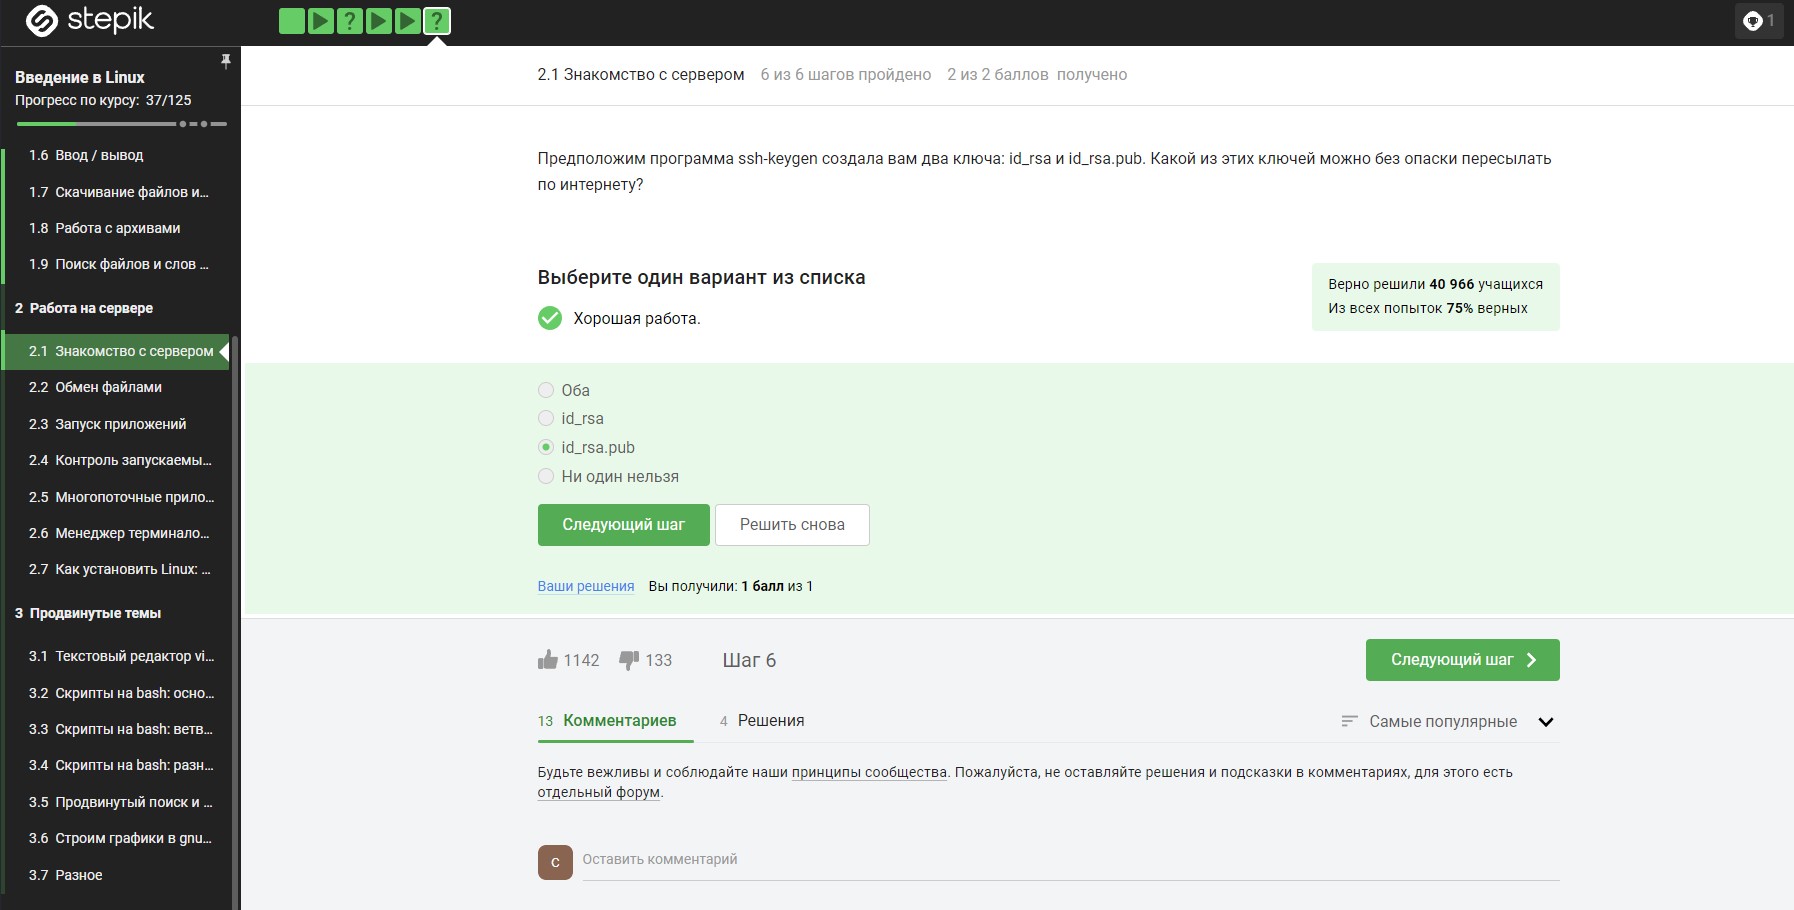 stepik
?
?
1
Введение в Linux
Прогресс по курсу: 37/125
1.6 Ввод / вывод
1.7 Скачивание файлов и...
1.8 Работа с архивами
1.9 Поиск файлов и слов ...
2 Работа на сервере
2.1 Знакомство с сервером
2.2 Обмен файлами
2.3 Запуск приложений
2.4 Контроль запускаемы...
2.5 Многопоточные прило...
2.6 Менеджер терминало...
2.7 Как установить Linux: ...
3 Продвинутые темы
3.1 Текстовый редактор vi...
3.2 Скрипты на bash: осно...
3.3 Скрипты на bash: ветв...
3.4 Скрипты на bash: разн...
3.5 Продвинутый поиск и ...
3.6 Строим графики в gnu...
3.7 Разное
2.1 Знакомство с сервером 6 из 6 шагов пройдено 2 из 2 баллов получено
Предположим программа ssh-keygen создала вам два ключа: id_rsa и id_rsa.pub. Какой из этих ключей можно без опаски пересылать
по интернету?
Выберите один вариант из списка
Хорошая работа.
Верно решили 40 966 учащихся
Из всех попыток 75% верных
Оба
id_rsa
id_rsa.pub
Ни один нельзя
Следующий шаг Решить снова
Ваши решения Вы получили: 1 балл из 1
1142 133 Шаг 6 Следующий шаг
13 Комментариев 4 Решения Самые популярные
Будьте вежливы и соблюдайте наши принципы сообщества. Пожалуйста, не оставляйте решения и подсказки в комментариях, для этого есть
отдельный форум.
С Оставить комментарий